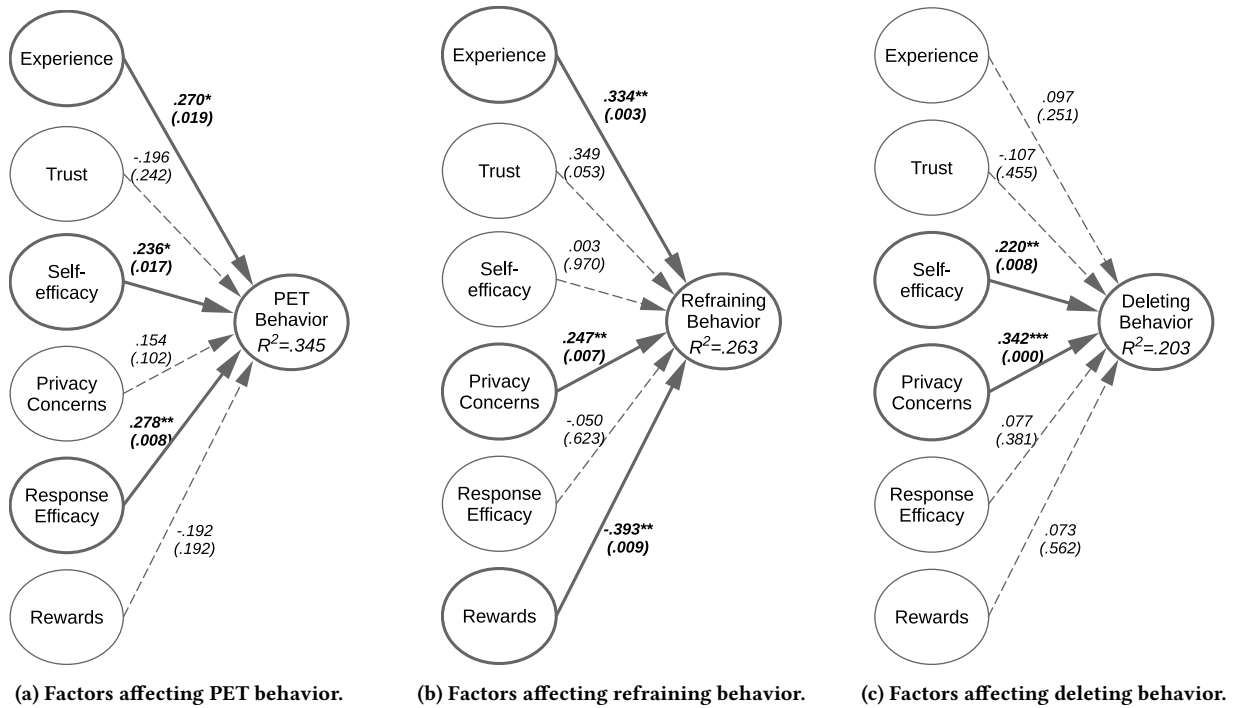 Experience
.270*
(.019)
Trust
-.196
(.242)
Self-
efficacy
.236*
(.017)
PET
Behavior
R²=.345
Privacy
Concerns
.154
(.102)
Response
Efficacy
.278**
(.008)
Rewards
-.192
(.192)
(a) Factors affecting PET behavior.
Experience
.334**
(.003)
Trust
.349
(.053)
Self-
efficacy
.003
(.970)
Refraining
Behavior
R²=.263
Privacy
Concerns
.247**
(.007)
Response
Efficacy
-.050
(.623)
Rewards
-.393**
(.009)
(b) Factors affecting refraining behavior.
Experience
.097
(.251)
Trust
-.107
(.455)
Self-
efficacy
.220**
(.008)
Deleting
Behavior
R²=.203
Privacy
Concerns
.342***
(.000)
Response
Efficacy
.077
(.381)
Rewards
.073
(.562)
(c) Factors affecting deleting behavior.